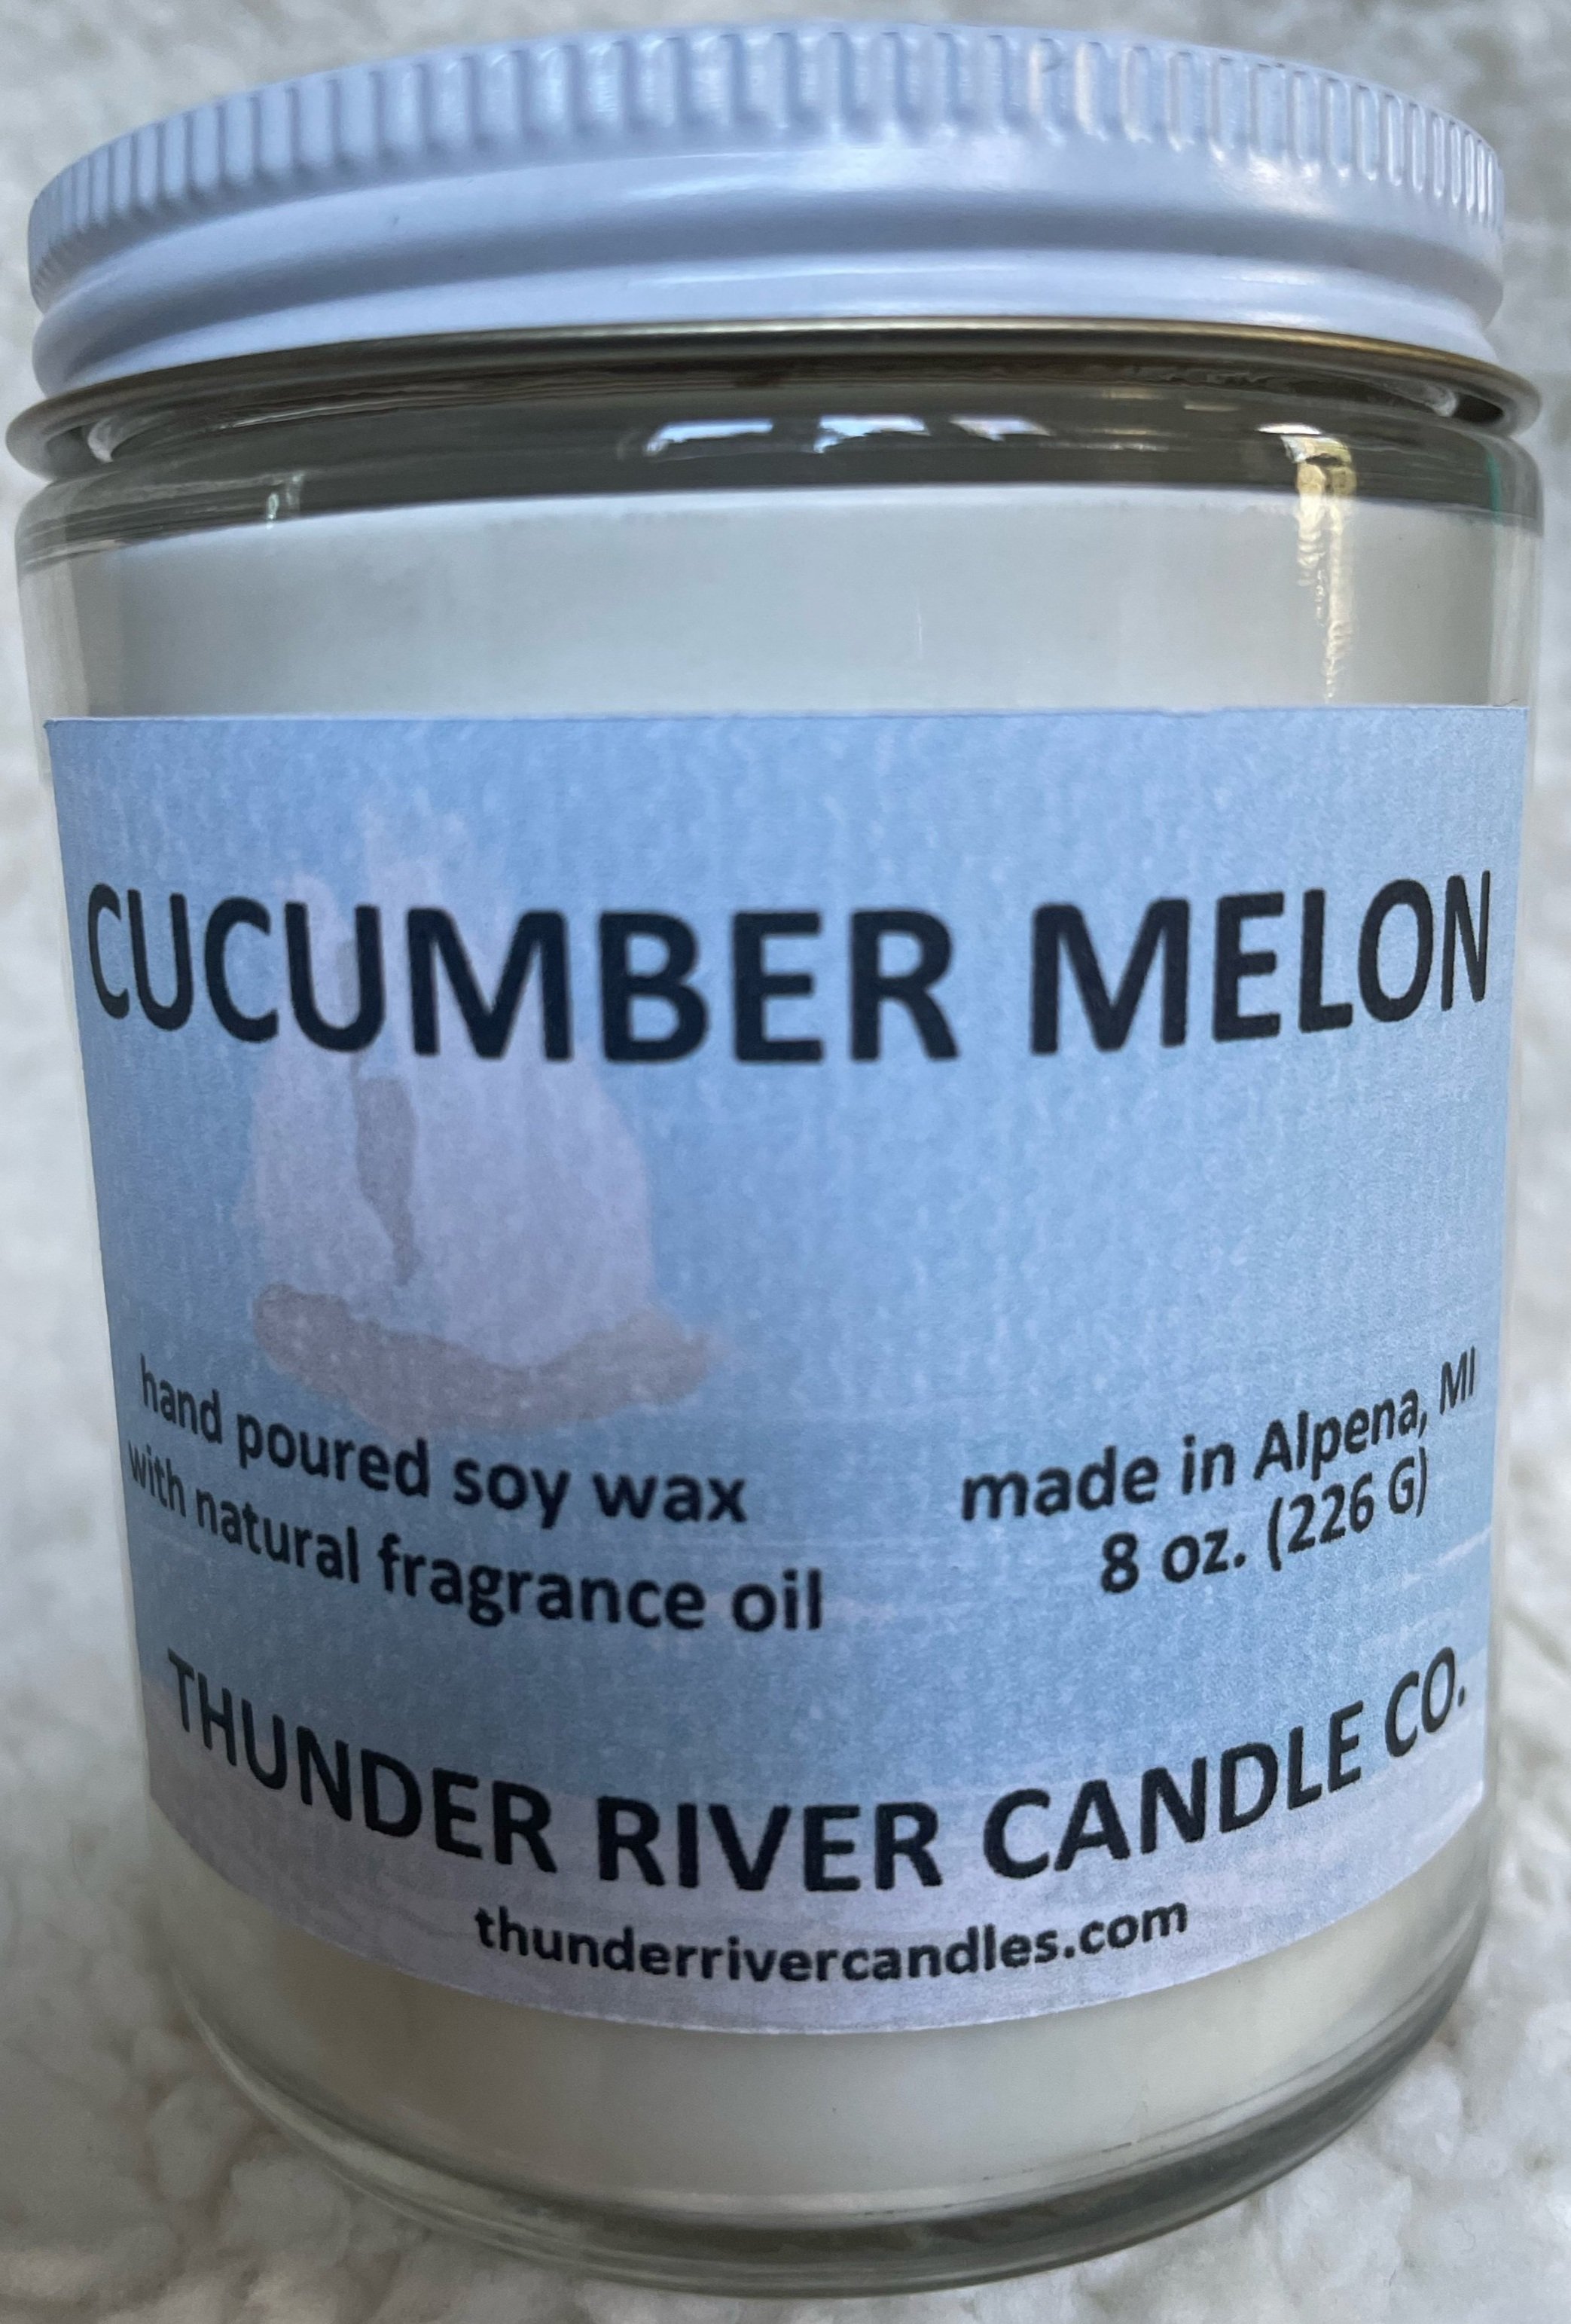 CUCUMBER MELON
hand poured soy wax
with natural fragrance oil
made in Alpena, MI
8 oz. (226 G)
THUNDER RIVER CANDLE CO.
thunderrivercandles.com